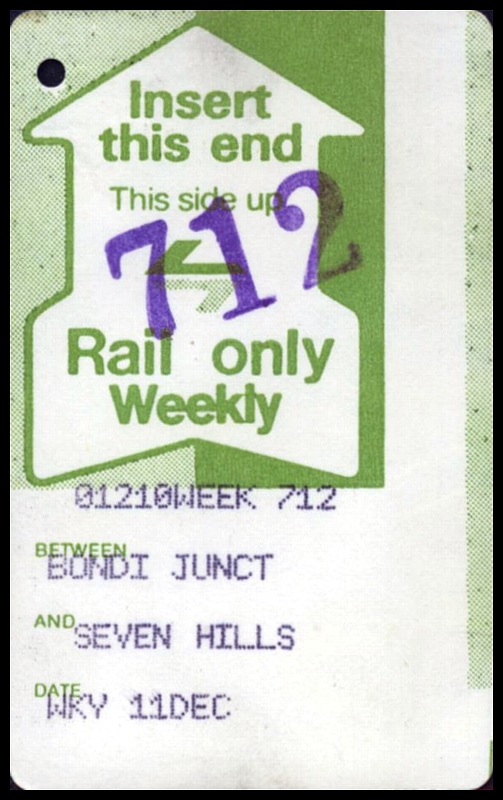 Insert
this end
This side up
712
Rail only
Weekly
01210WEEK 712
BETWEEN
BONDI JUNCT
AND
SEVEN HILLS
DATE
WKY 11DEC